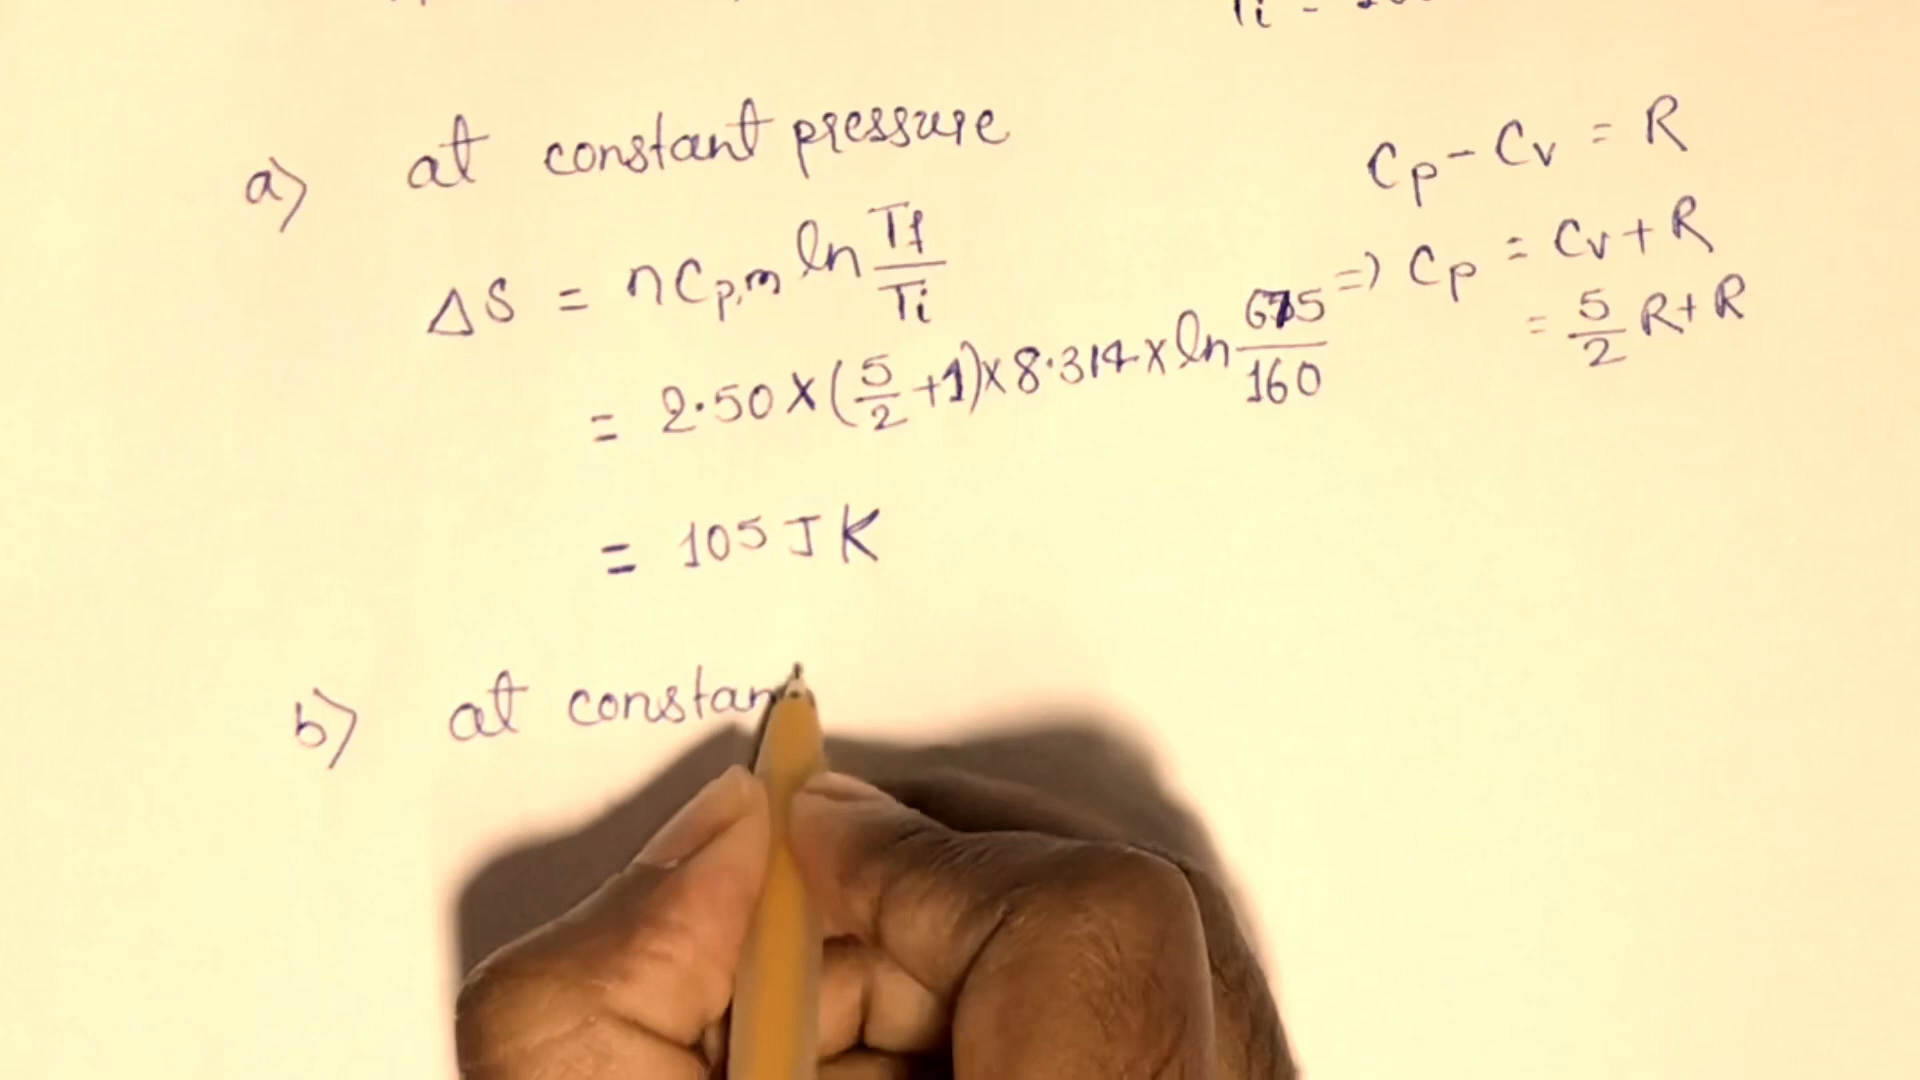 a) at constant pressure
ΔS = nCp,m ln Tf/Ti
= 2.50 × (5/2 + 1) × 8.314 × ln 675/160
= 105 J K
b) at constan
Cp - Cv = R
=> Cp = Cv + R
= 5/2 R + R